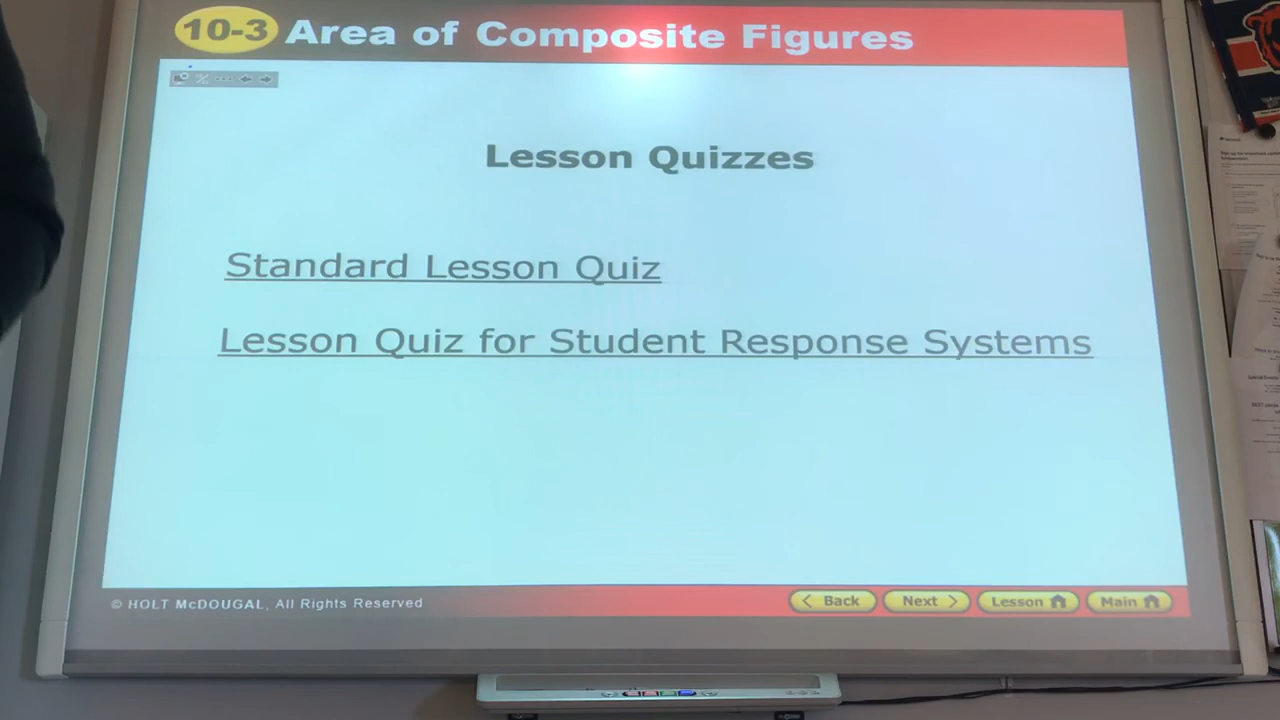 10-3 Area of Composite Figures
Lesson Quizzes
Standard Lesson Quiz
Lesson Quiz for Student Response Systems
© HOLT McDOUGAL, All Rights Reserved
< Back
Next >
Lesson
Main